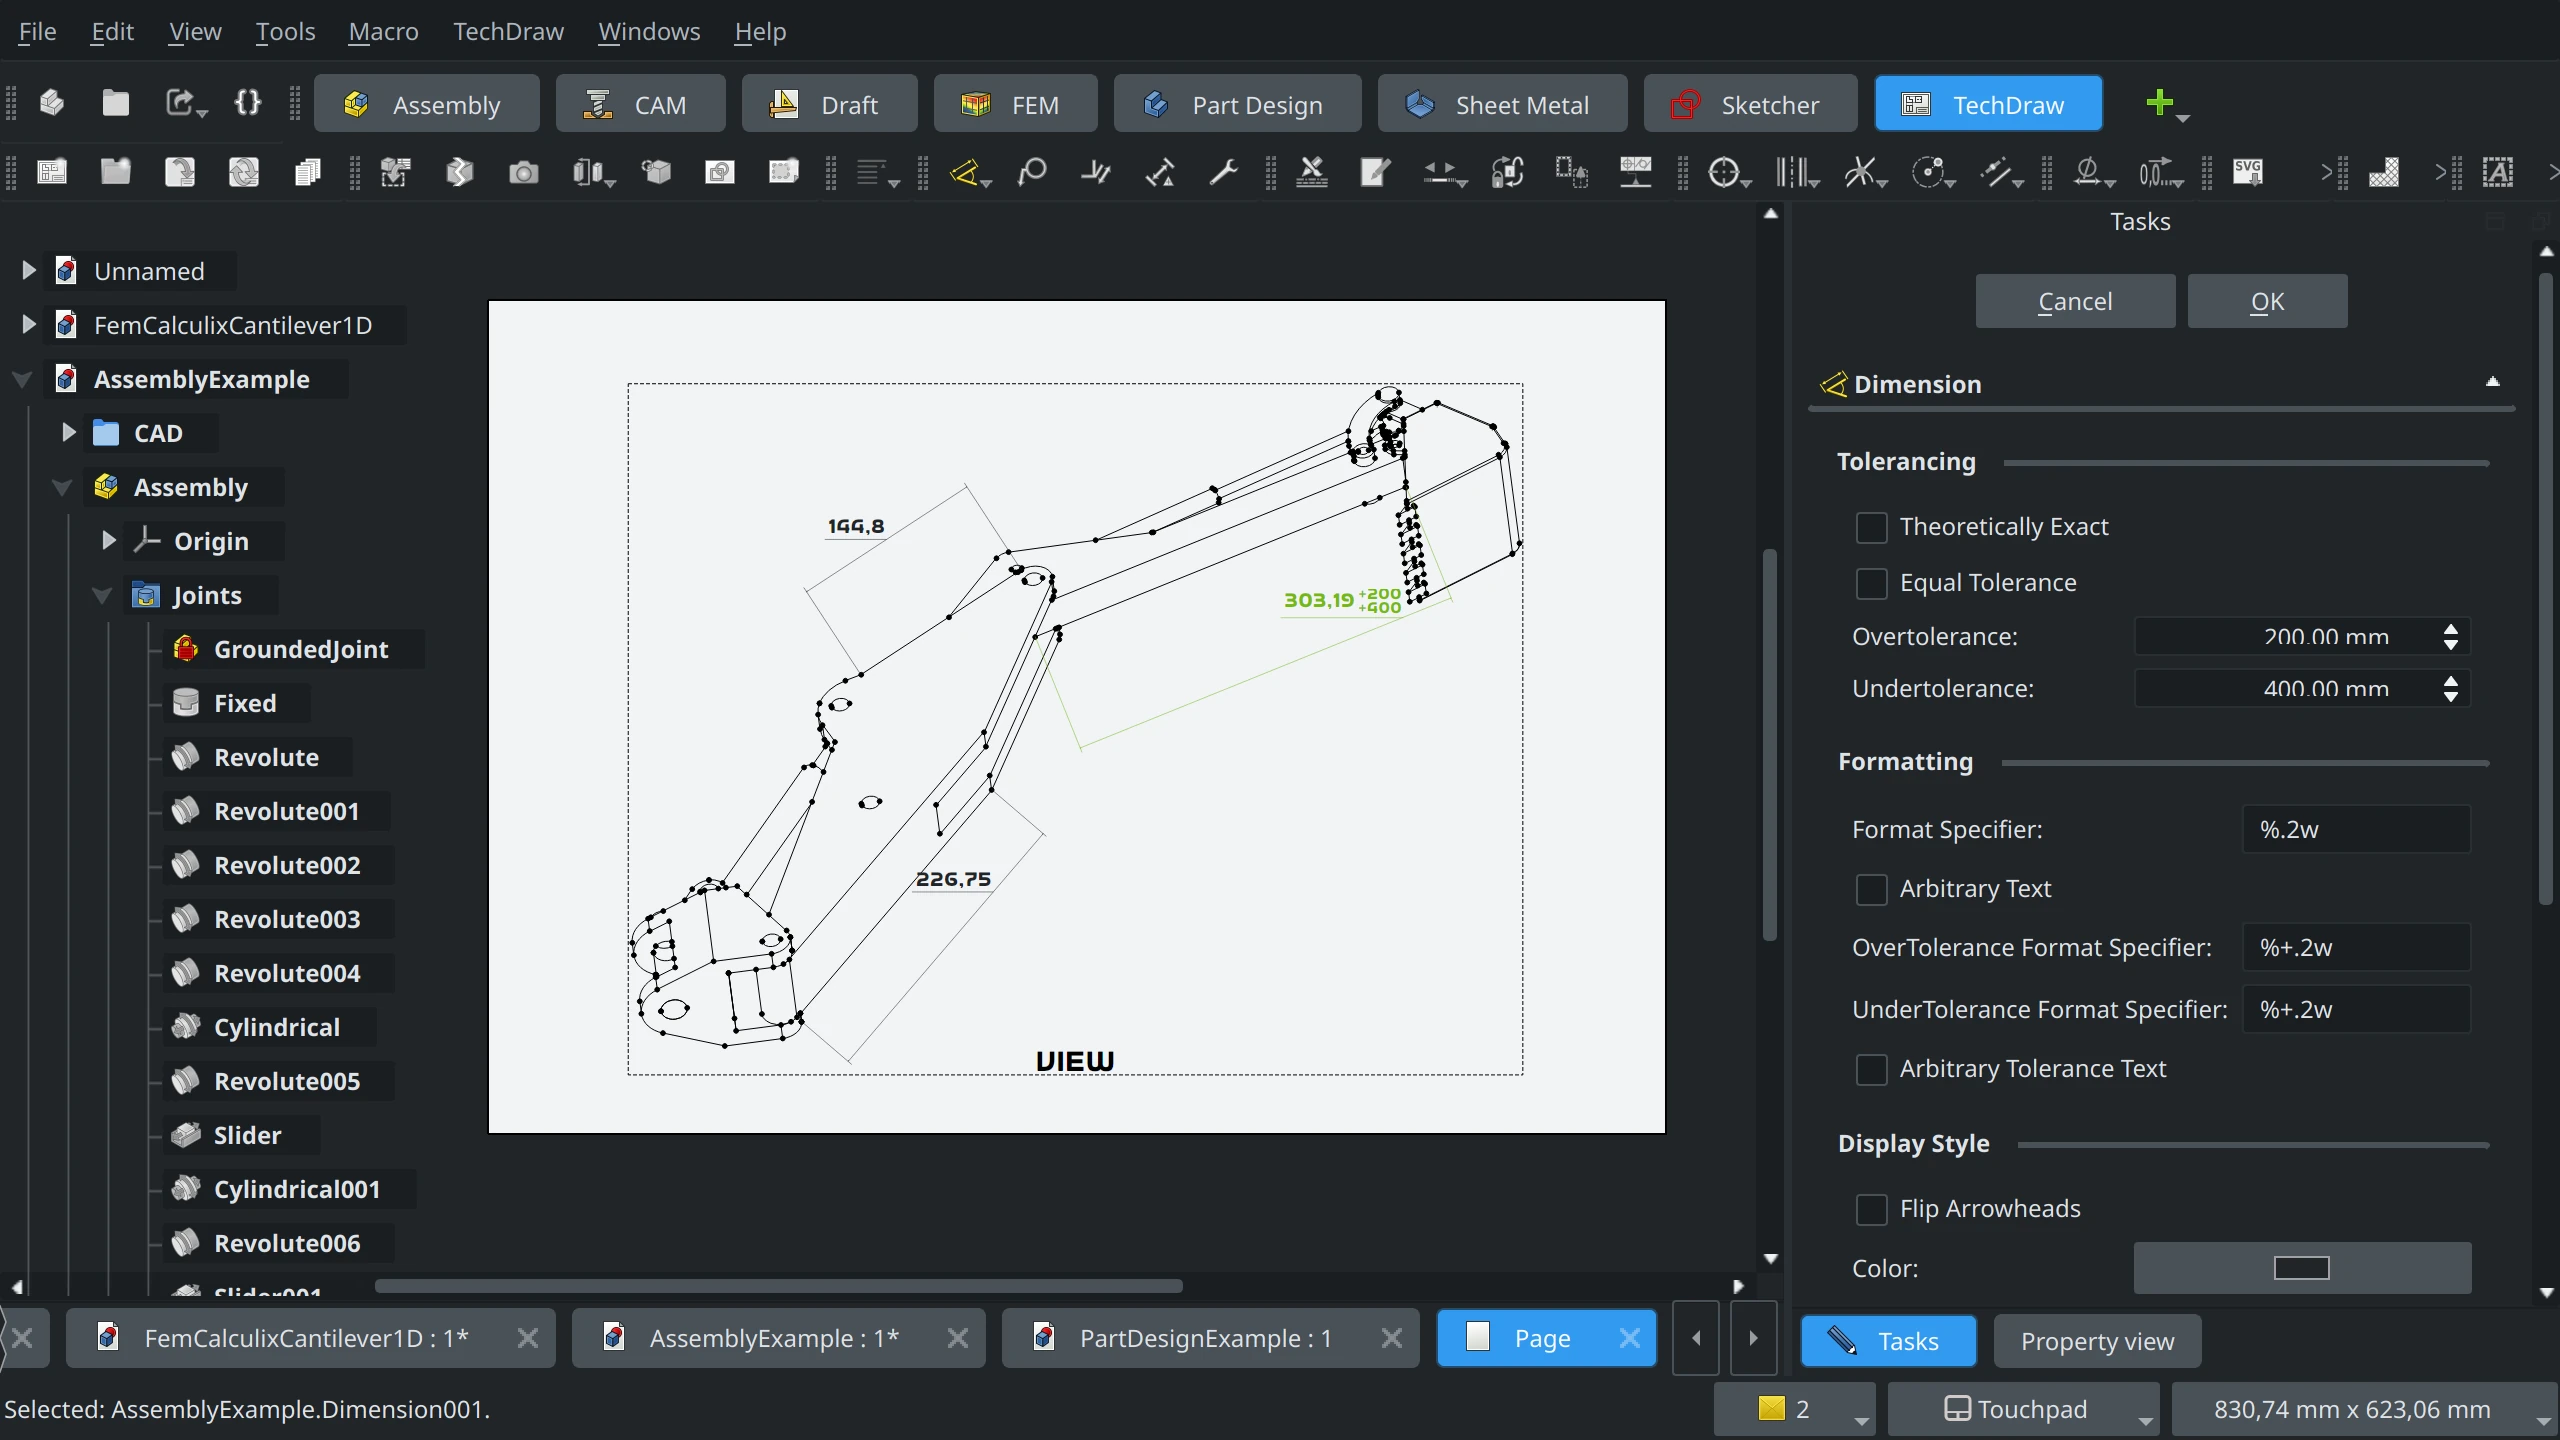 File Edit View Tools Macro TechDraw Windows Help
Assembly CAM Draft FEM Part Design Sheet Metal Sketcher TechDraw
SVG
A
Tasks
Unnamed
FemCalculixCantilever1D
AssemblyExample
CAD
Assembly
Origin
Joints
GroundedJoint
Fixed
Revolute
Revolute001
Revolute002
Revolute003
Revolute004
Cylindrical
Revolute005
Slider
Cylindrical001
Revolute006
Slider001
144,8
303,19 +200
+400
226,75
VIEW
Cancel OK
Dimension
Tolerancing
Theoretically Exact
Equal Tolerance
Overtolerance: 200.00 mm
Undertolerance: 400.00 mm
Formatting
Format Specifier: %.2w
Arbitrary Text
OverTolerance Format Specifier: %+.2w
UnderTolerance Format Specifier: %+.2w
Arbitrary Tolerance Text
Display Style
Flip Arrowheads
Color:
FemCalculixCantilever1D : 1* AssemblyExample : 1* PartDesignExample : 1 Page
Tasks Property view
Selected: AssemblyExample.Dimension001. 2 Touchpad 830,74 mm x 623,06 mm